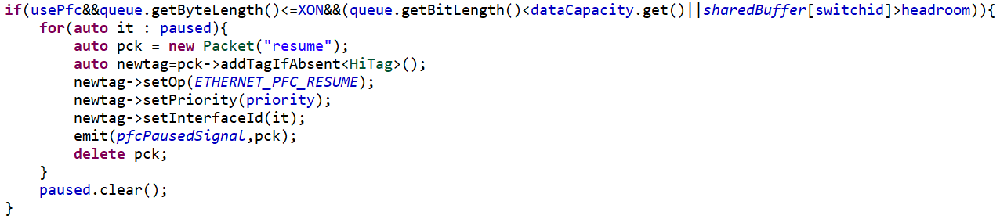 if(usePfc&&queue.getByteLength()<=XON&&(queue.getBitLength()<dataCapacity.get()||sharedBuffer[switchid]>headroom)){
    for(auto it : paused){
        auto pck = new Packet("resume");
        auto newtag=pck->addTagIfAbsent<HiTag>();
        newtag->setOp(ETHERNET_PFC_RESUME);
        newtag->setPriority(priority);
        newtag->setInterfaceId(it);
        emit(pfcPausedSignal,pck);
        delete pck;
    }
    paused.clear();
}